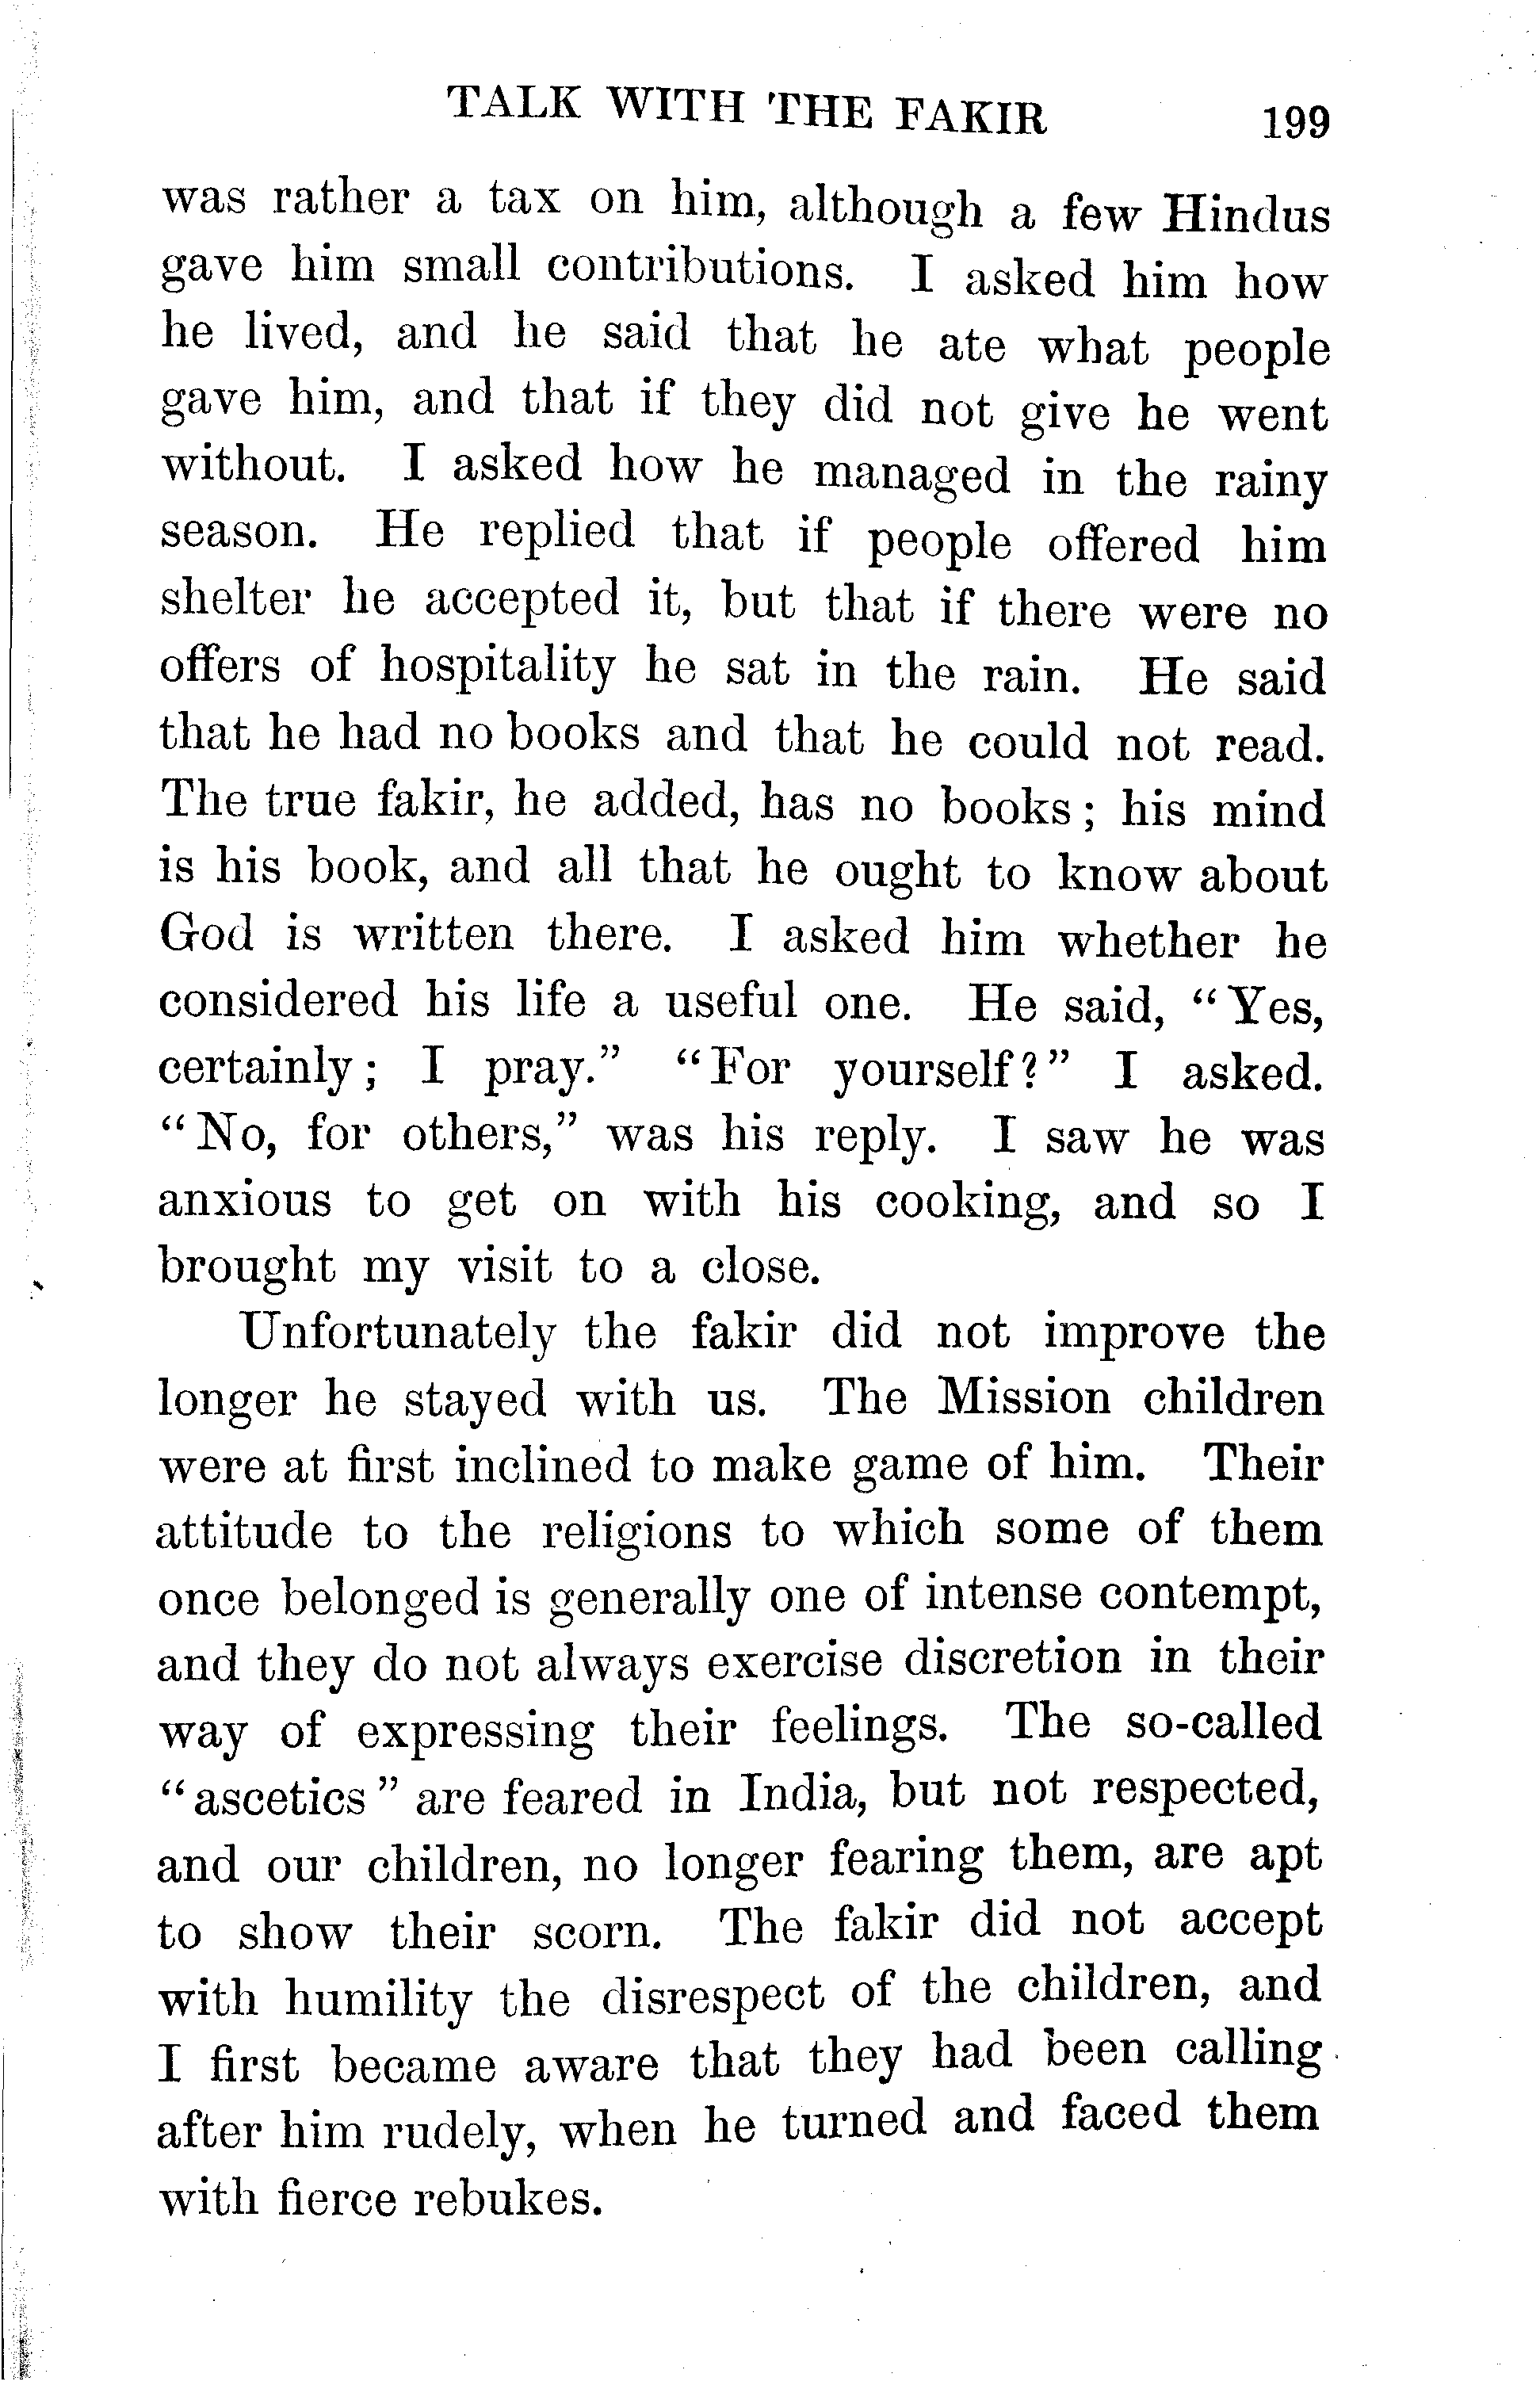 TALK WITH THE FAKIR 199
was rather a tax on him, although a few Hindus
gave him small contributions. I asked him how
he lived, and he said that he ate what people
gave him, and that if they did not give he went
without. I asked how he managed in the rainy
season. He replied that if people offered him
shelter he accepted it, but that if there were no
offers of hospitality he sat in the rain. He said
that he had no books and that he could not read.
The true fakir, he added, has no books; his mind
is his book, and all that he ought to know about
God is written there. I asked him whether he
considered his life a useful one. He said, “Yes,
certainly; I pray.” “For yourself?” I asked.
“No, for others,” was his reply. I saw he was
anxious to get on with his cooking, and so I
brought my visit to a close.
Unfortunately the fakir did not improve the
longer he stayed with us. The Mission children
were at first inclined to make game of him. Their
attitude to the religions to which some of them
once belonged is generally one of intense contempt,
and they do not always exercise discretion in their
way of expressing their feelings. The so-called
“ascetics” are feared in India, but not respected,
and our children, no longer fearing them, are apt
to show their scorn. The fakir did not accept
with humility the disrespect of the children, and
I first became aware that they had been calling
after him rudely, when he turned and faced them
with fierce rebukes.